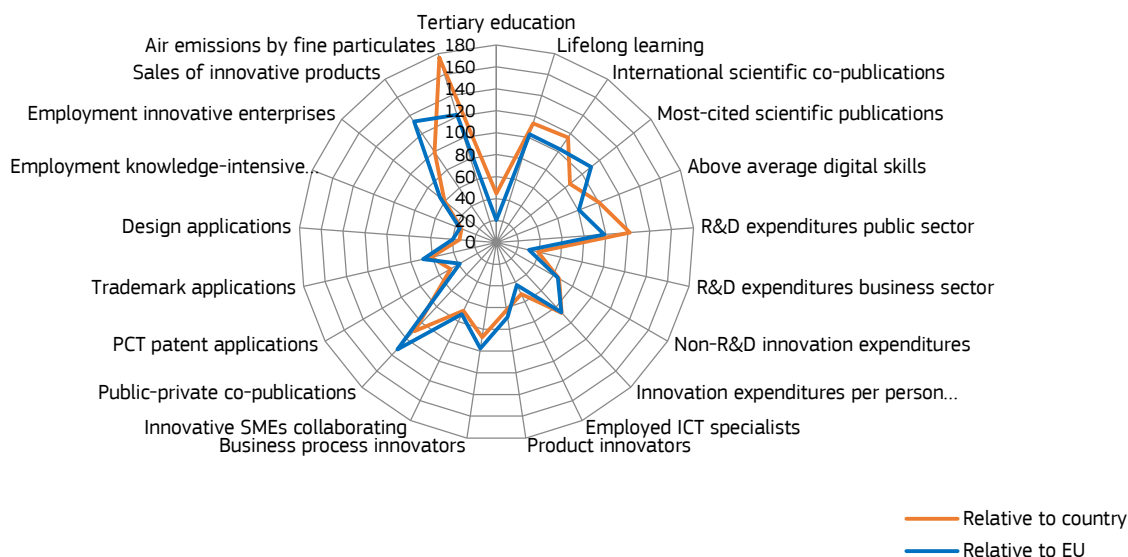 Tertiary education
Lifelong learning
International scientific co-publications
Most-cited scientific publications
Above average digital skills
R&D expenditures public sector
R&D expenditures business sector
Non-R&D innovation expenditures
Innovation expenditures per person...
Employed ICT specialists
Product innovators
Business process innovators
Innovative SMEs collaborating
Public-private co-publications
PCT patent applications
Trademark applications
Design applications
Employment knowledge-intensive...
Employment innovative enterprises
Sales of innovative products
Air emissions by fine particulates
180
160
140
120
100
80
60
40
20
0
Relative to country
Relative to EU